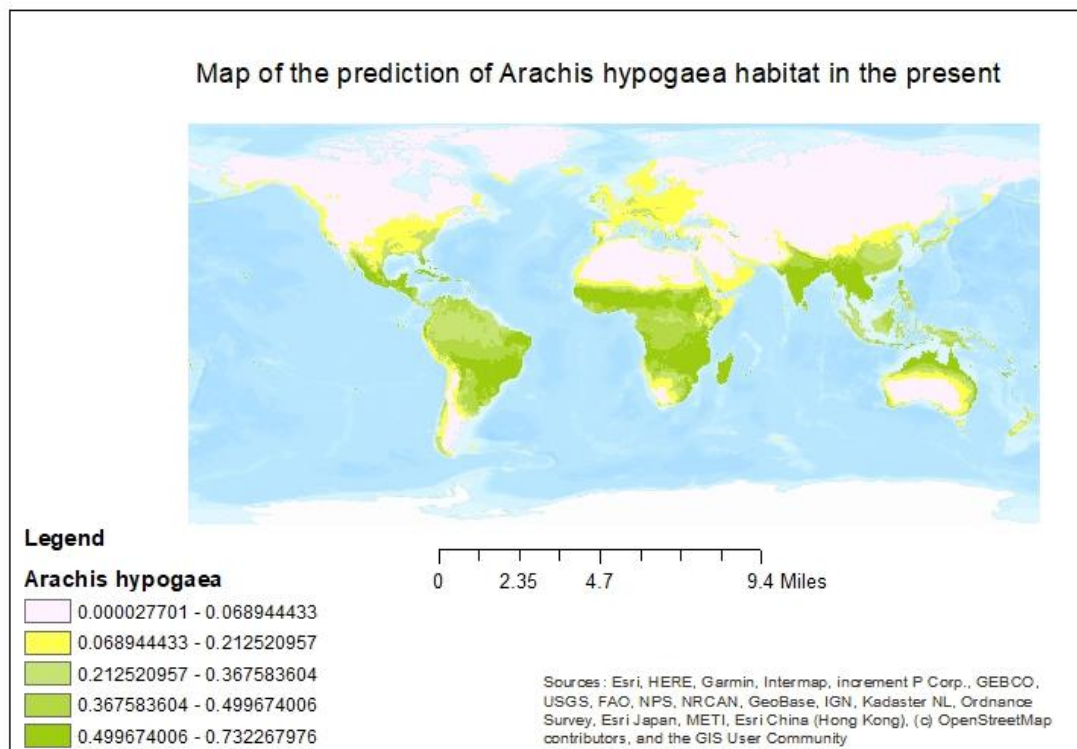 Map of the prediction of Arachis hypogaea habitat in the present
Legend
Arachis hypogaea
0.000027701 - 0.068944433
0.068944433 - 0.212520957
0.212520957 - 0.367583604
0.367583604 - 0.499674006
0.499674006 - 0.732267976
0 2.35 4.7 9.4 Miles
Sources: Esri, HERE, Garmin, Intermap, increment P Corp., GEBCO,
USGS, FAO, NPS, NRCAN, GeoBase, IGN, Kadaster NL, Ordnance
Survey, Esri Japan, METI, Esri China (Hong Kong), (c) OpenStreetMap
contributors, and the GIS User Community